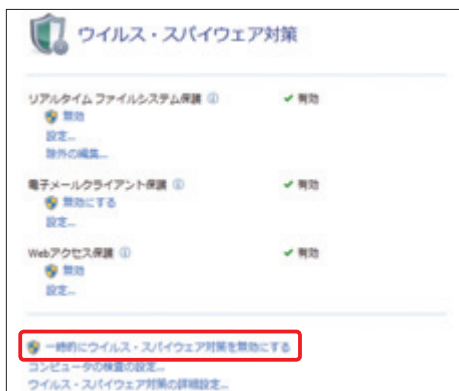 ウイルス・スパイウェア対策
リアルタイム ファイルシステム保護
✔ 有効
無効
設定...
除外の編集...
電子メールクライアント保護
✔ 有効
無効にする
設定...
Webアクセス保護
✔ 有効
無効
設定...
一時的にウイルス・スパイウェア対策を無効にする
コンピュータの検査の設定...
ウイルス・スパイウェア対策の詳細設定...